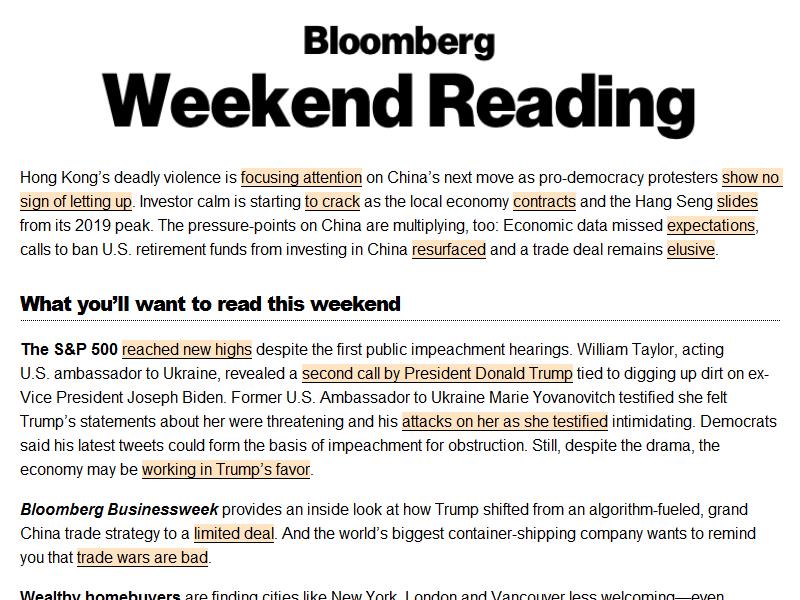 Bloomberg
Weekend Reading
Hong Kong’s deadly violence is focusing attention on China’s next move as pro-democracy protesters show no
sign of letting up. Investor calm is starting to crack as the local economy contracts and the Hang Seng slides
from its 2019 peak. The pressure-points on China are multiplying, too: Economic data missed expectations,
calls to ban U.S. retirement funds from investing in China resurfaced and a trade deal remains elusive.
What you’ll want to read this weekend
The S&P 500 reached new highs despite the first public impeachment hearings. William Taylor, acting
U.S. ambassador to Ukraine, revealed a second call by President Donald Trump tied to digging up dirt on ex-
Vice President Joseph Biden. Former U.S. Ambassador to Ukraine Marie Yovanovitch testified she felt
Trump’s statements about her were threatening and his attacks on her as she testified intimidating. Democrats
said his latest tweets could form the basis of impeachment for obstruction. Still, despite the drama, the
economy may be working in Trump’s favor.
Bloomberg Businessweek provides an inside look at how Trump shifted from an algorithm-fueled, grand
China trade strategy to a limited deal. And the world’s biggest container-shipping company wants to remind
you that trade wars are bad.
Wealthy homebuyers are finding cities like New York, London and Vancouver less welcoming—even